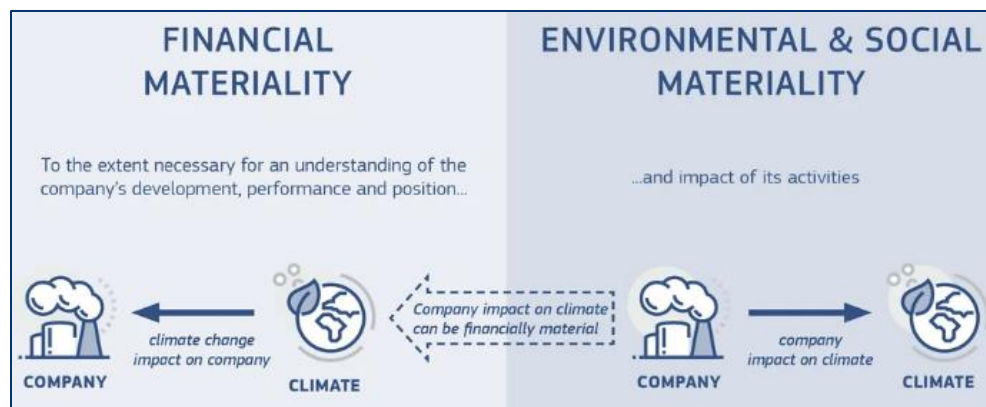 FINANCIAL
MATERIALITY
To the extent necessary for an understanding of the
company's development, performance and position...
climate change
impact on company
COMPANY
CLIMATE
Company impact on climate
can be financially material
ENVIRONMENTAL & SOCIAL
MATERIALITY
...and impact of its activities
company
impact on climate
COMPANY
CLIMATE